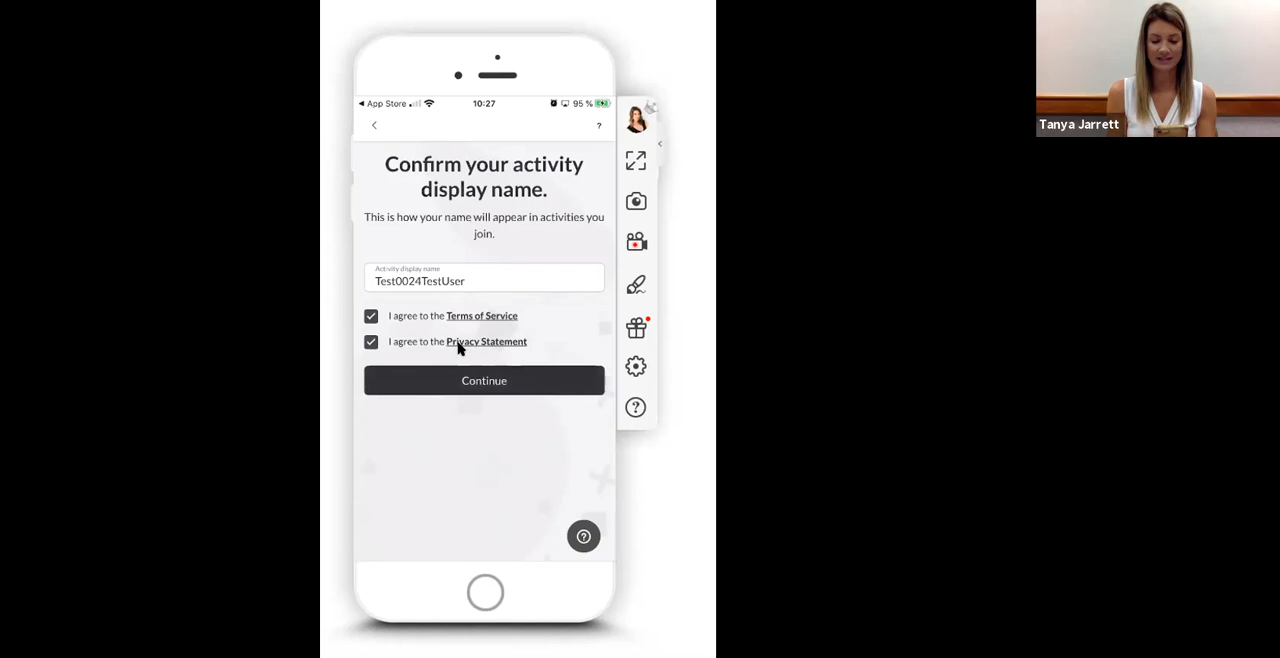 App Store
10:27
95 %
?
Confirm your activity
display name.
This is how your name will appear in activities you
join.
Activity display name
Test0024TestUser
I agree to the Terms of Service
I agree to the Privacy Statement
Continue
?
?
Tanya Jarrett